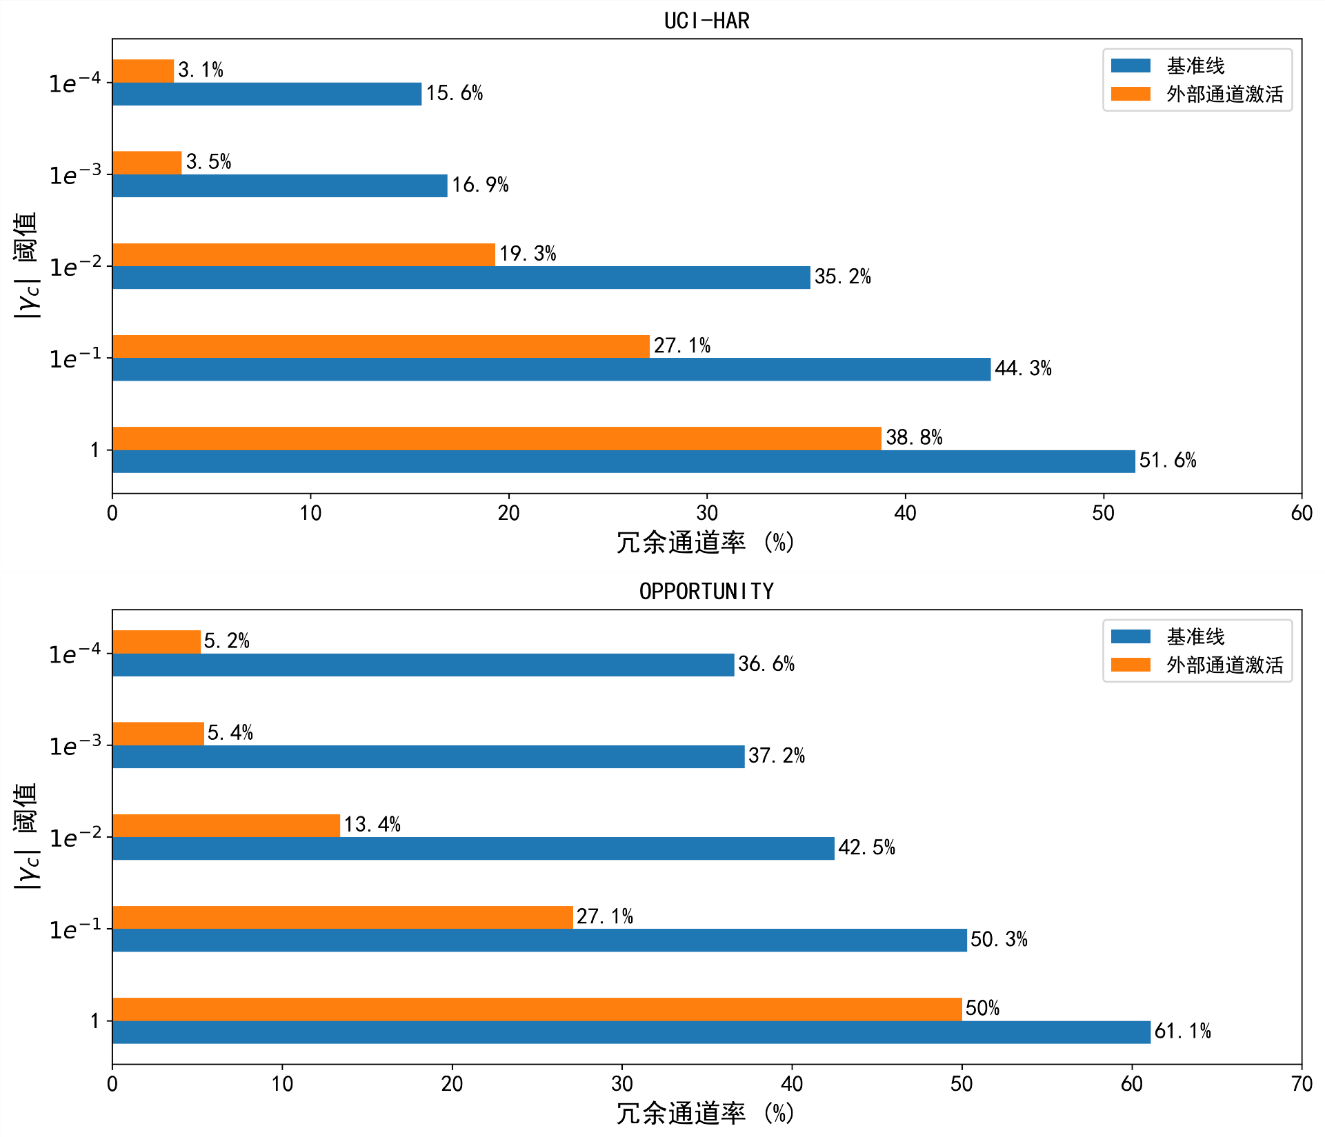 UCI-HAR
基准线
外部通道激活
|γc| 阈值
1e⁻⁴
3.1%
15.6%
1e⁻³
3.5%
16.9%
1e⁻²
19.3%
35.2%
1e⁻¹
27.1%
44.3%
1
38.8%
51.6%
0 10 20 30 40 50 60
冗余通道率 (%)
OPPORTUNITY
基准线
外部通道激活
|γc| 阈值
1e⁻⁴
5.2%
36.6%
1e⁻³
5.4%
37.2%
1e⁻²
13.4%
42.5%
1e⁻¹
27.1%
50.3%
1
50%
61.1%
0 10 20 30 40 50 60 70
冗余通道率 (%)